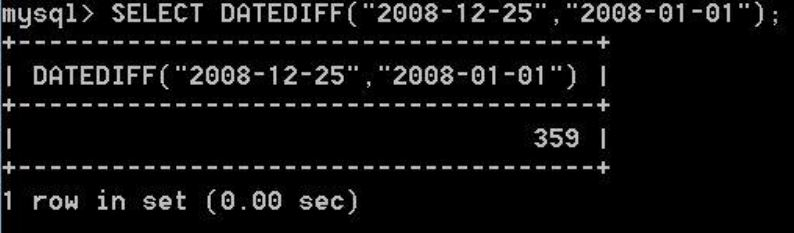 mysql> SELECT DATEDIFF("2008-12-25","2008-01-01");
+-------------------------------------+
| DATEDIFF("2008-12-25","2008-01-01") |
+-------------------------------------+
|                                 359 |
+-------------------------------------+
1 row in set (0.00 sec)